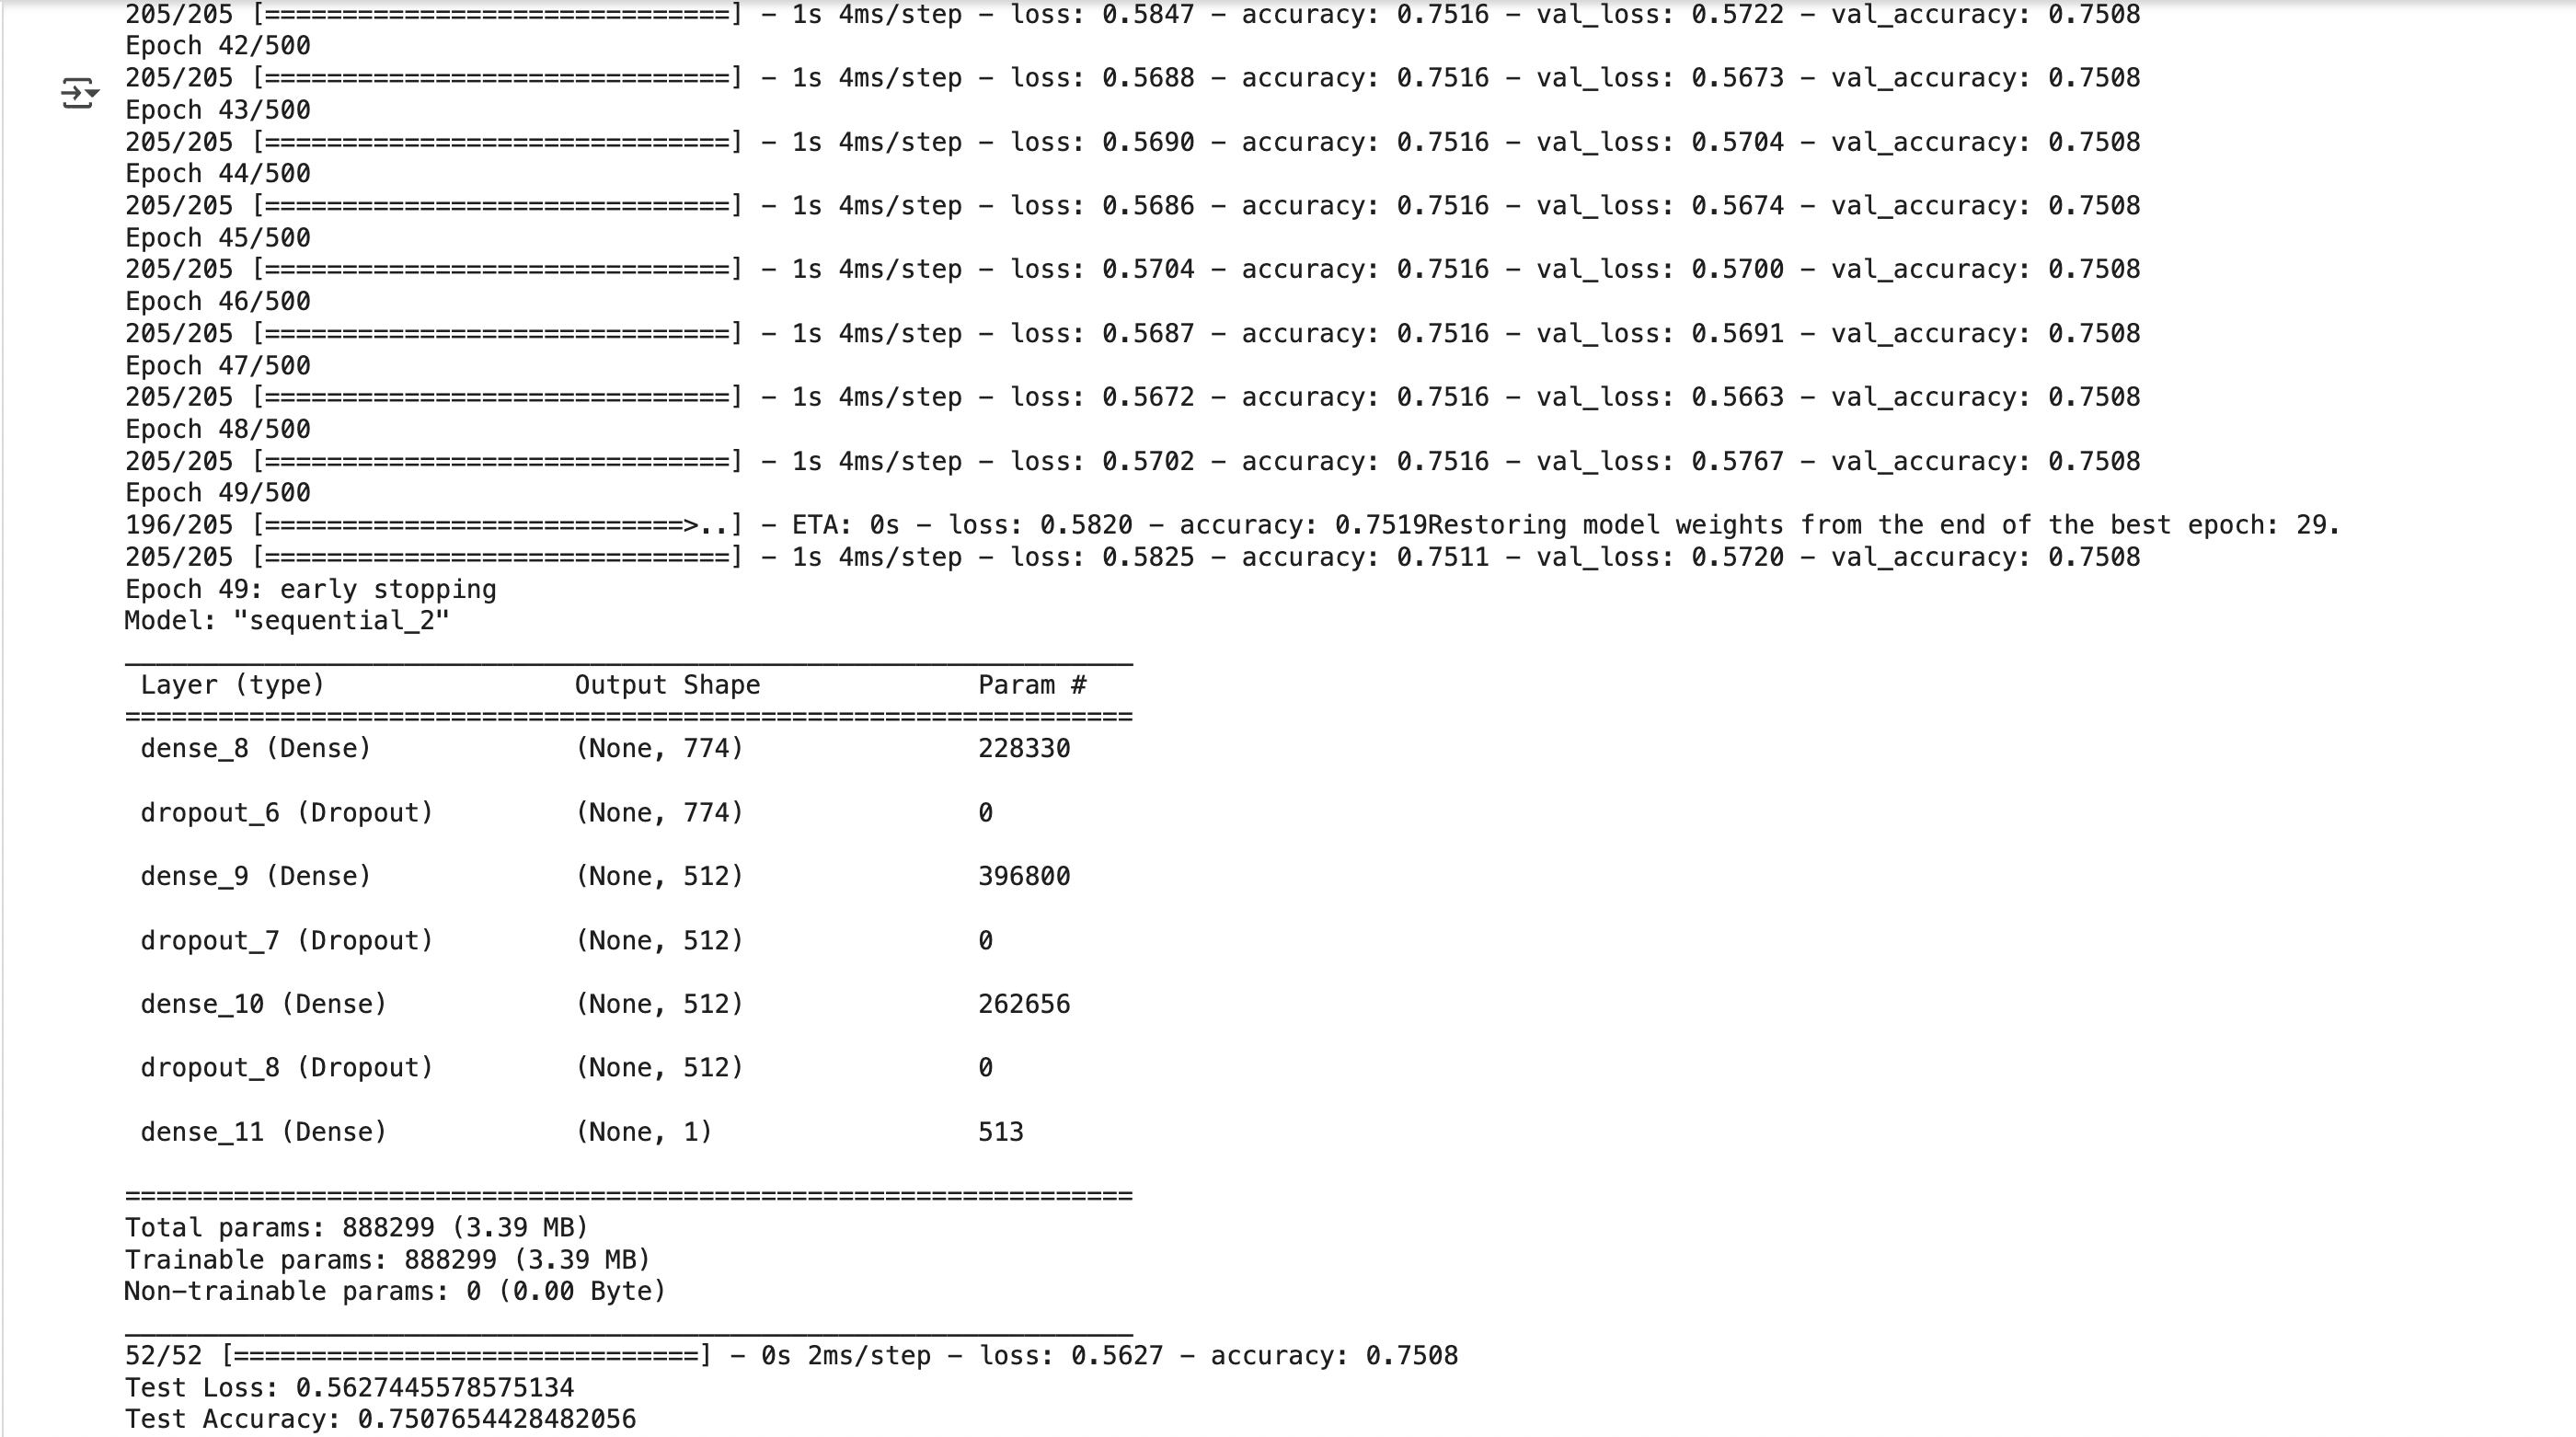 205/205 [==============================] - 1s 4ms/step - loss: 0.5847 - accuracy: 0.7516 - val_loss: 0.5722 - val_accuracy: 0.7508
Epoch 42/500
205/205 [==============================] - 1s 4ms/step - loss: 0.5688 - accuracy: 0.7516 - val_loss: 0.5673 - val_accuracy: 0.7508
Epoch 43/500
205/205 [==============================] - 1s 4ms/step - loss: 0.5690 - accuracy: 0.7516 - val_loss: 0.5704 - val_accuracy: 0.7508
Epoch 44/500
205/205 [==============================] - 1s 4ms/step - loss: 0.5686 - accuracy: 0.7516 - val_loss: 0.5674 - val_accuracy: 0.7508
Epoch 45/500
205/205 [==============================] - 1s 4ms/step - loss: 0.5704 - accuracy: 0.7516 - val_loss: 0.5700 - val_accuracy: 0.7508
Epoch 46/500
205/205 [==============================] - 1s 4ms/step - loss: 0.5687 - accuracy: 0.7516 - val_loss: 0.5691 - val_accuracy: 0.7508
Epoch 47/500
205/205 [==============================] - 1s 4ms/step - loss: 0.5672 - accuracy: 0.7516 - val_loss: 0.5663 - val_accuracy: 0.7508
Epoch 48/500
205/205 [==============================] - 1s 4ms/step - loss: 0.5702 - accuracy: 0.7516 - val_loss: 0.5767 - val_accuracy: 0.7508
Epoch 49/500
196/205 [===========================>..] - ETA: 0s - loss: 0.5820 - accuracy: 0.7519Restoring model weights from the end of the best epoch: 29.
205/205 [==============================] - 1s 4ms/step - loss: 0.5825 - accuracy: 0.7511 - val_loss: 0.5720 - val_accuracy: 0.7508
Epoch 49: early stopping
Model: "sequential_2"
_________________________________________________________________
 Layer (type)                Output Shape              Param #
=================================================================
 dense_8 (Dense)             (None, 774)               228330
 dropout_6 (Dropout)         (None, 774)               0
 dense_9 (Dense)             (None, 512)               396800
 dropout_7 (Dropout)         (None, 512)               0
 dense_10 (Dense)            (None, 512)               262656
 dropout_8 (Dropout)         (None, 512)               0
 dense_11 (Dense)            (None, 1)                 513
=================================================================
Total params: 888299 (3.39 MB)
Trainable params: 888299 (3.39 MB)
Non-trainable params: 0 (0.00 Byte)
_________________________________________________________________
52/52 [==============================] - 0s 2ms/step - loss: 0.5627 - accuracy: 0.7508
Test Loss: 0.5627445578575134
Test Accuracy: 0.7507654428482056